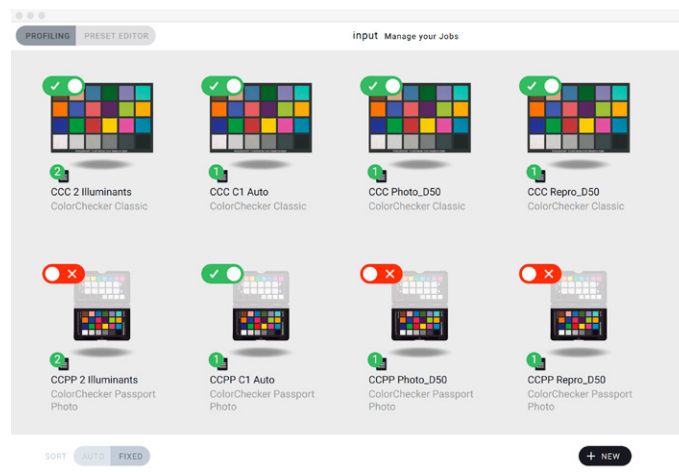 PROFILING PRESET EDITOR input Manage your Jobs
2 1 1 1
CCC 2 Illuminants CCC C1 Auto CCC Photo_D50 CCC Repro_D50
ColorChecker Classic ColorChecker Classic ColorChecker Classic ColorChecker Classic
2 1 1 1
CCPP 2 Illuminants CCPP C1 Auto CCPP Photo_D50 CCPP Repro_D50
ColorChecker Passport ColorChecker Passport ColorChecker Passport ColorChecker Passport
Photo Photo Photo Photo
SORT AUTO FIXED + NEW